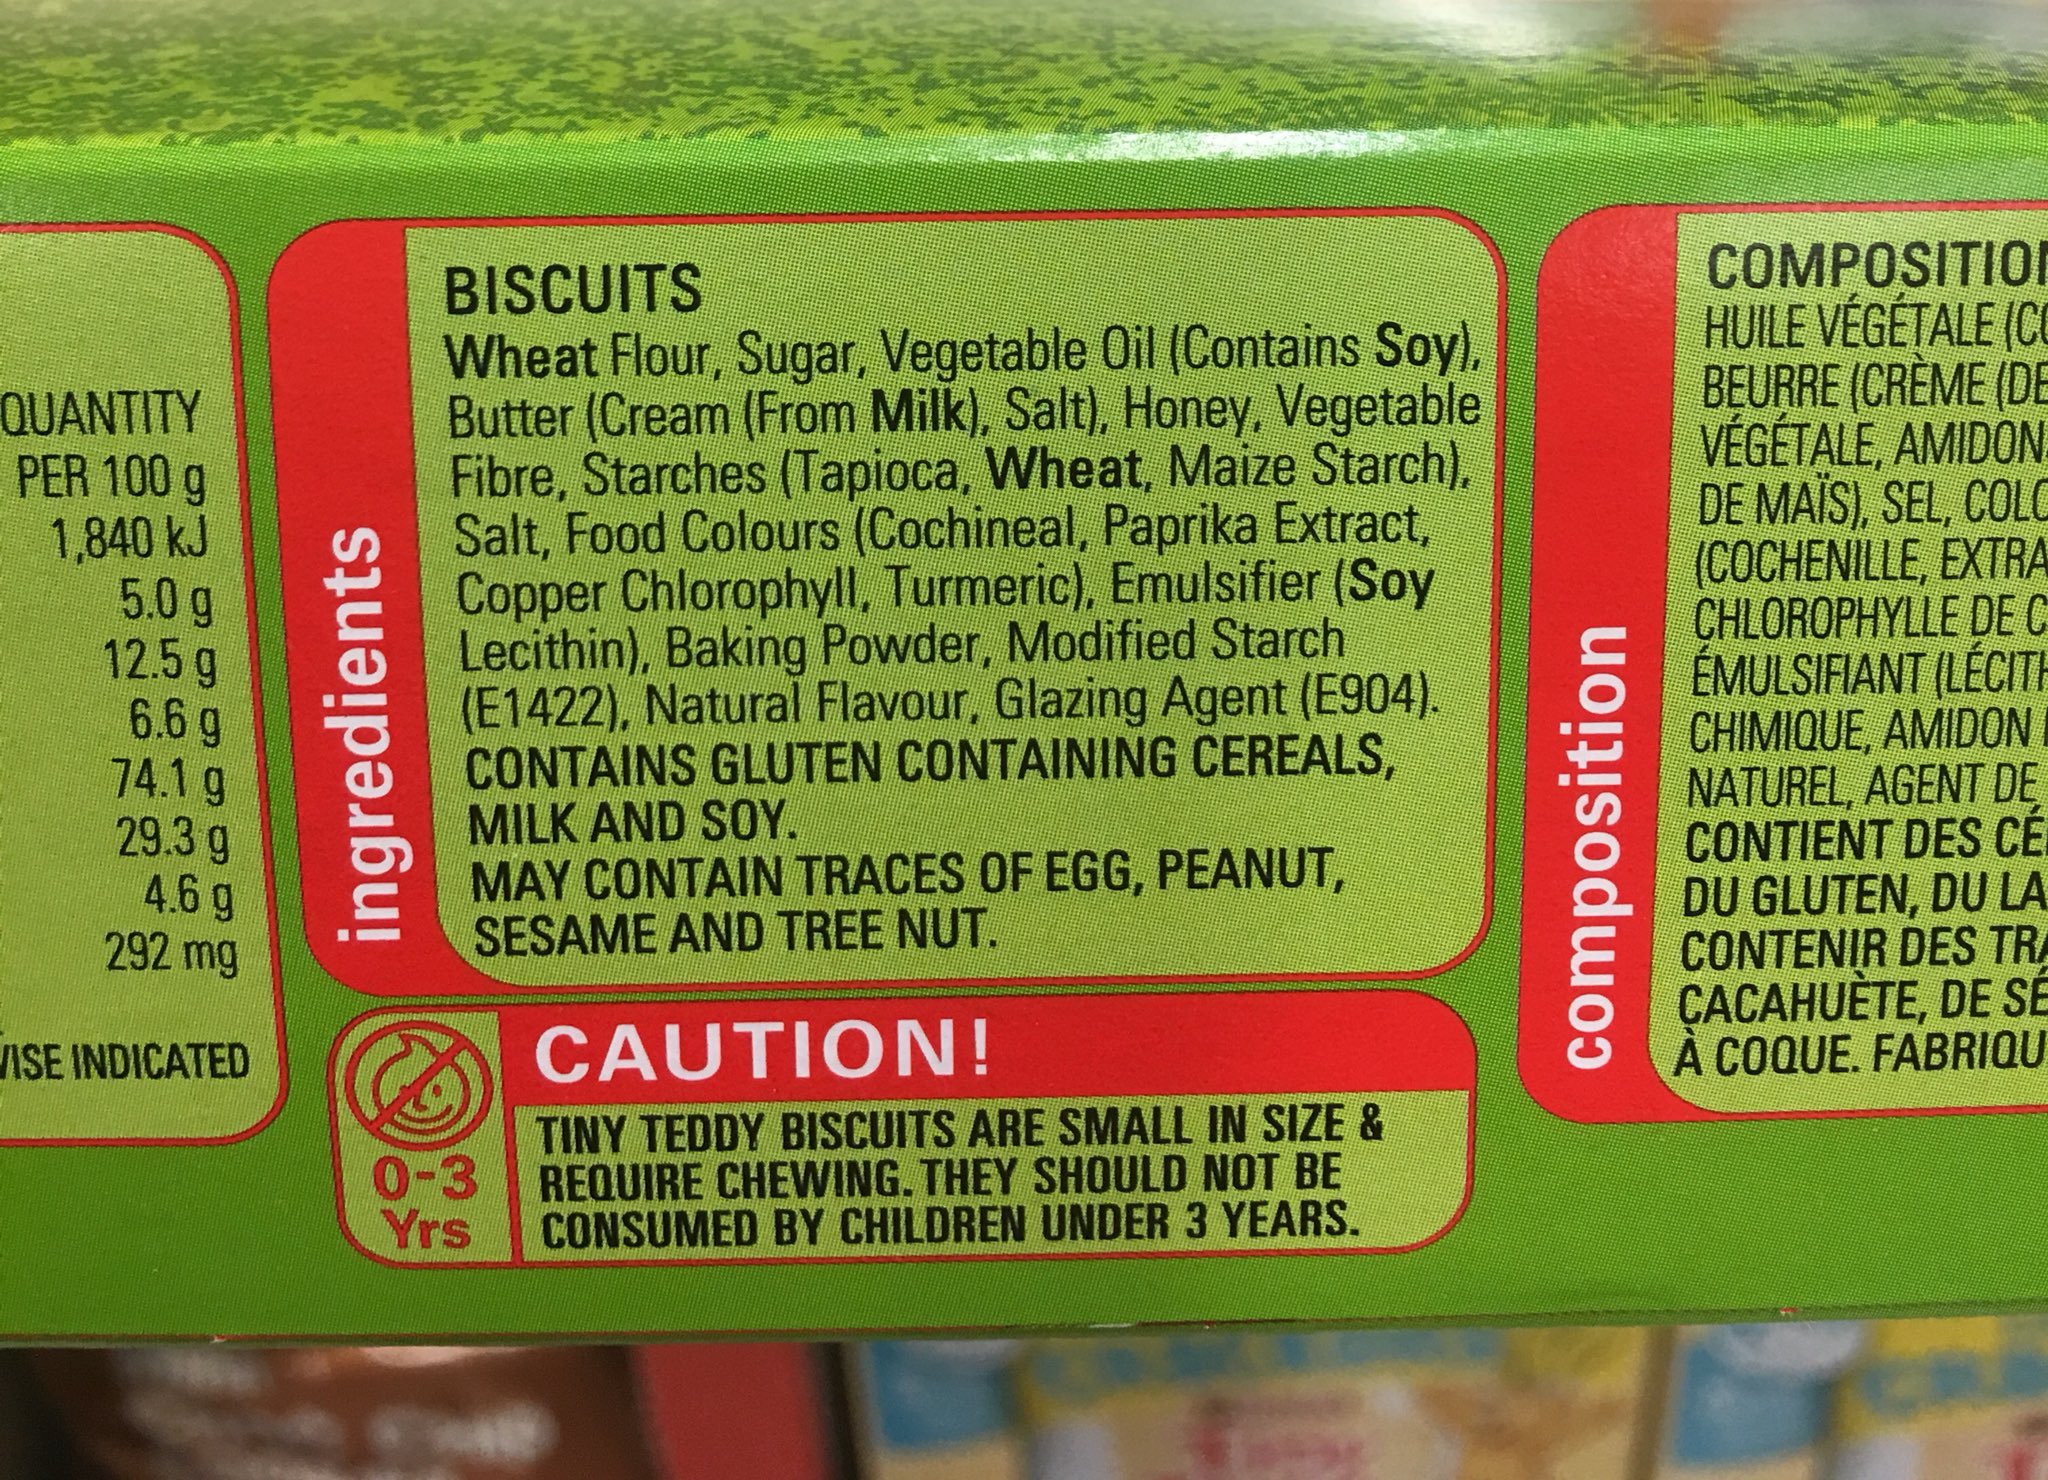 QUANTITY
PER 100 g
1,840 kJ
5.0 g
12.5 g
6.6 g
74.1 g
29.3 g
4.6 g
292 mg
INDICATED
ingredients
BISCUITS
Wheat Flour, Sugar, Vegetable Oil (Contains Soy),
Butter (Cream (From Milk), Salt), Honey, Vegetable
Fibre, Starches (Tapioca, Wheat, Maize Starch),
Salt, Food Colours (Cochineal, Paprika Extract,
Copper Chlorophyll, Turmeric), Emulsifier (Soy
Lecithin), Baking Powder, Modified Starch
(E1422), Natural Flavour, Glazing Agent (E904).
CONTAINS GLUTEN CONTAINING CEREALS,
MILK AND SOY.
MAY CONTAIN TRACES OF EGG, PEANUT,
SESAME AND TREE NUT.
0-3
Yrs
CAUTION!
TINY TEDDY BISCUITS ARE SMALL IN SIZE &
REQUIRE CHEWING. THEY SHOULD NOT BE
CONSUMED BY CHILDREN UNDER 3 YEARS.
composition
COMPOSITION
HUILE VÉGÉTALE (CO
BEURRE (CRÈME (DE
VÉGÉTALE, AMIDON
DE MAÏS), SEL, COLO
(COCHENILLE, EXTRA
CHLOROPHYLLE DE C
ÉMULSIFIANT (LÉCITH
CHIMIQUE, AMIDON
NATUREL, AGENT DE
CONTIENT DES CÉ
DU GLUTEN, DU LA
CONTENIR DES TRA
CACAHUÈTE, DE SÉ
À COQUE. FABRIQU